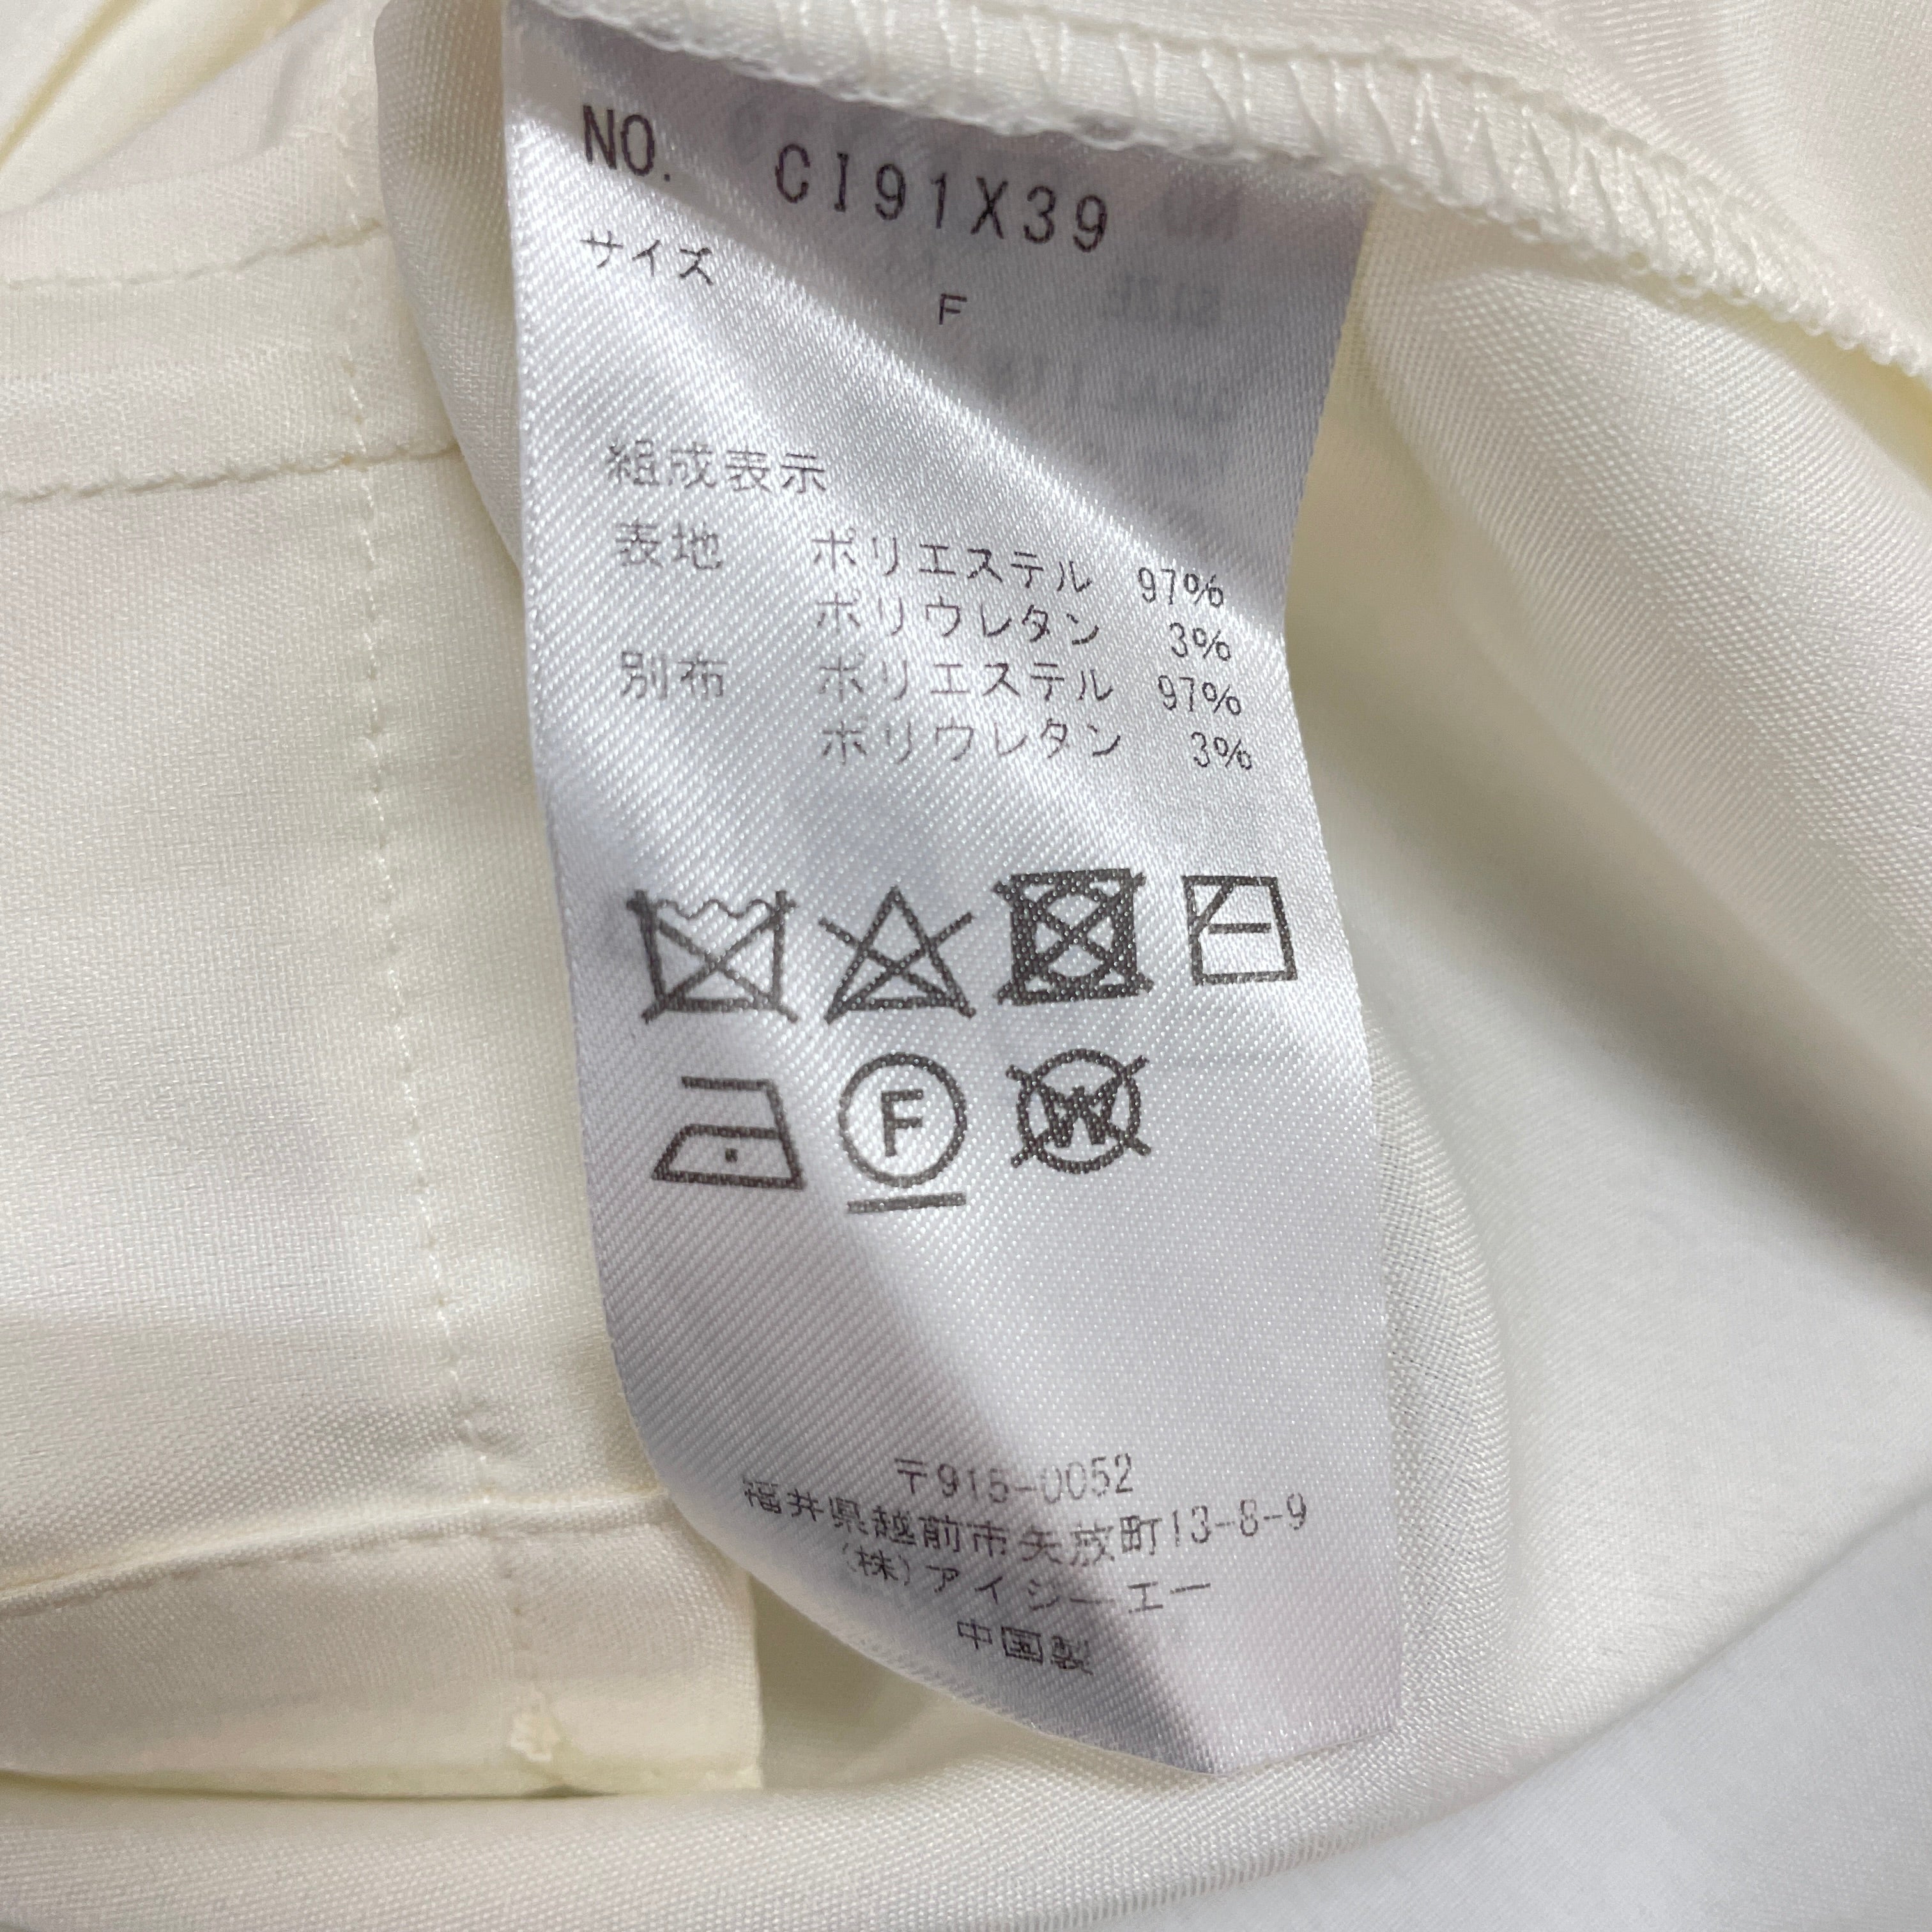 NO. CI91X39
サイズ
F
組成表示
表地 ポリエステル 97%
ポリウレタン 3%
別布 ポリエステル 97%
ポリウレタン 3%
F
W
〒915-0052
福井県越前市矢放町13-8-9
(株)アイジーエー
中国製